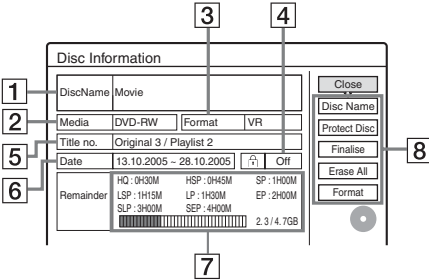 3 4
Disc Information
Close
1 DiscName Movie
Disc Name
2 Media DVD-RW Format VR
Protect Disc
5 Title no. Original 3 / Playlist 2
Finalise
8
6 Date 13.10.2005 ~ 28.10.2005 Off
Erase All
Remainder HQ : 0H30M HSP : 0H45M SP : 1H00M
Format
LSP : 1H15M LP : 1H30M EP : 2H00M
SLP : 3H00M SEP : 4H00M
2. 3 / 4. 7GB
7